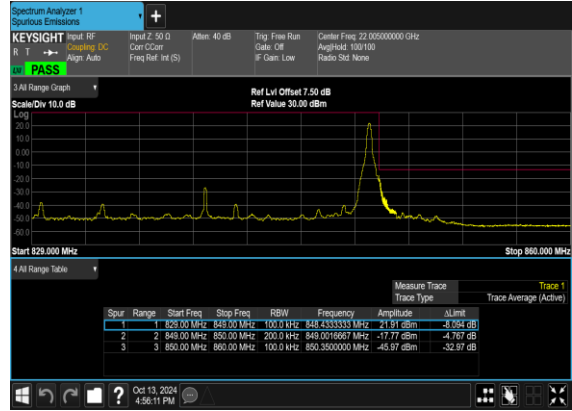 Spectrum Analyzer 1
Spurious Emissions
+
KEYSIGHT Input: RF Input Z: 50 Ω Atten: 40 dB Trig: Free Run Center Freq: 22.005000000 GHz
R T Coupling: DC Corr CCorr Gate: Off Avg|Hold: 100/100
Align: Auto Freq Ref: Int (S) IF Gain: Low Radio Std: None
PASS
3 All Range Graph
Ref Lvl Offset 7.50 dB
Scale/Div 10.0 dB Ref Value 30.00 dBm
Log
20.0
10.0
0.00
-10.0
-20.0
-30.0
-40.0
-50.0
-60.0
Start 829.000 MHz Stop 860.000 MHz
4 All Range Table
Measure Trace Trace 1
Trace Type Trace Average (Active)
Spur Range Start Freq Stop Freq RBW Frequency Amplitude ΔLimit
1 1 829.00 MHz 849.00 MHz 100.0 kHz 848.4333333 MHz 21.91 dBm -8.094 dB
2 2 849.00 MHz 850.00 MHz 200.0 kHz 849.0016667 MHz -17.77 dBm -4.767 dB
3 3 850.00 MHz 860.00 MHz 100.0 kHz 850.3500000 MHz -45.97 dBm -32.97 dB
? Oct 13, 2024
4:56:11 PM